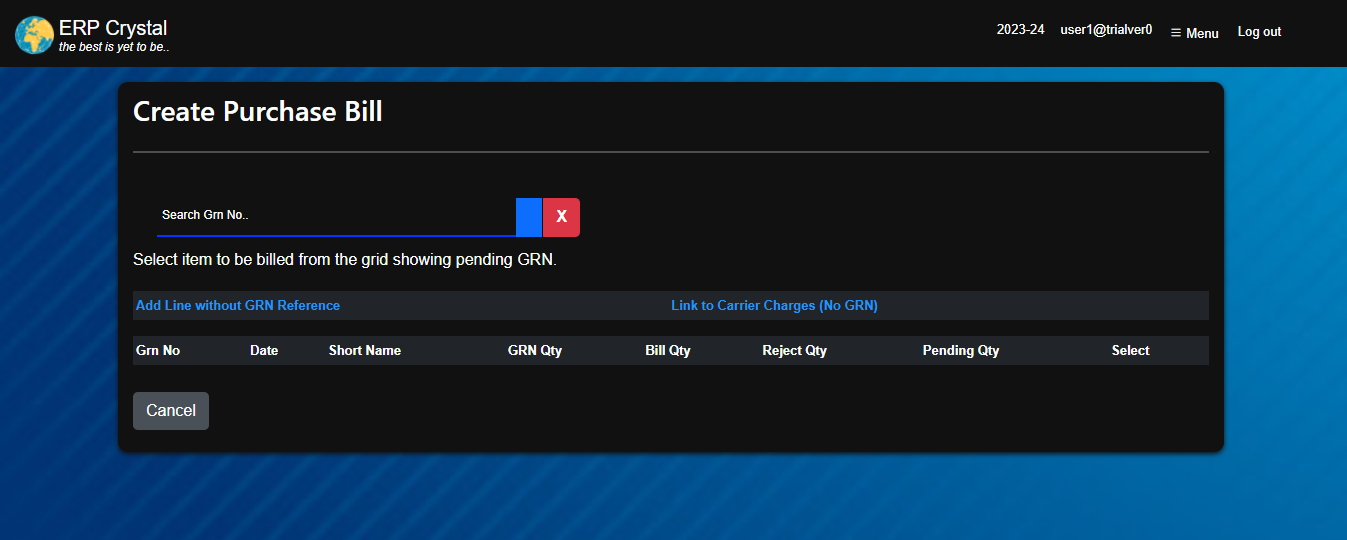 ERP Crystal
the best is yet to be..
2023-24 user1@trialver0 ≡ Menu Log out
Create Purchase Bill
Search Grn No..
X
Select item to be billed from the grid showing pending GRN.
Add Line without GRN Reference Link to Carrier Charges (No GRN)
Grn No Date Short Name GRN Qty Bill Qty Reject Qty Pending Qty Select
Cancel